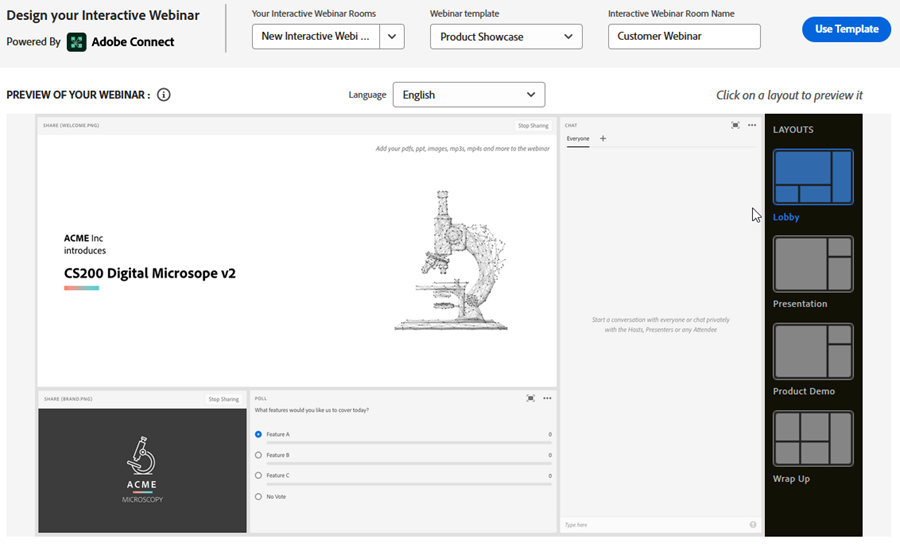 Design your Interactive Webinar
Powered By Adobe Connect
Your Interactive Webinar Rooms
New Interactive Webi ...
Webinar template
Product Showcase
Interactive Webinar Room Name
Customer Webinar
Use Template
PREVIEW OF YOUR WEBINAR :
Language English
Click on a layout to preview it
SHARE (WELCOME.PNG)
Stop Sharing
Add your pdfs, ppt, images, mp3s, mp4s and more to the webinar
ACME Inc
introduces
CS200 Digital Microsope v2
SHARE (BRAND.PNG)
Stop Sharing
ACME
MICROSCOPY
POLL
What features would you like us to cover today?
Feature A 0
Feature B 0
Feature C 0
No Vote
CHAT
Everyone +
Start a conversation with everyone or chat privately
with the Hosts, Presenters or any Attendee
Type here
LAYOUTS
Lobby
Presentation
Product Demo
Wrap Up